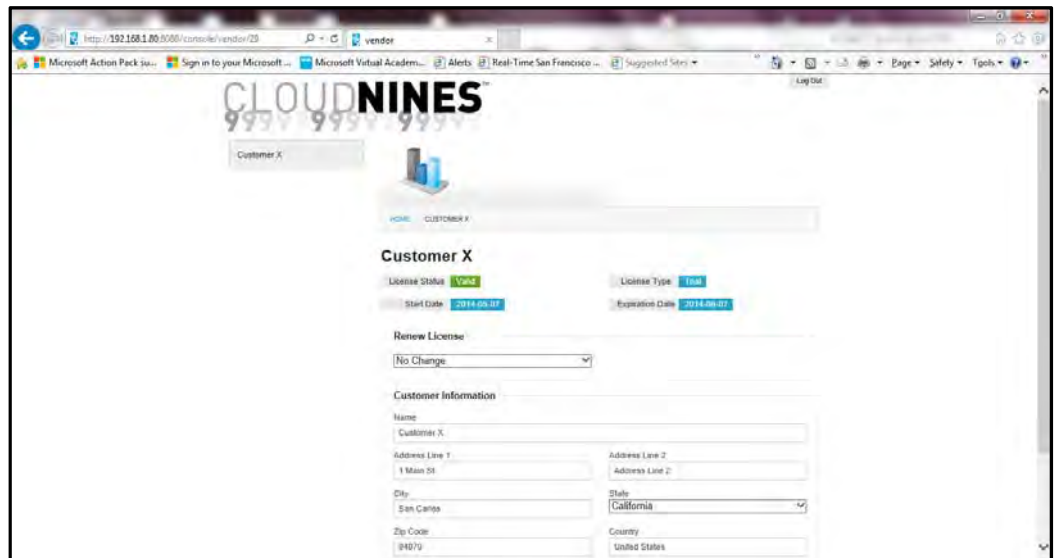 http://192.168.1.80:8080/console/vendor/29
vendor
Microsoft Action Pack su... Sign in to your Microsoft ... Microsoft Virtual Academ... Alerts Real-Time San Francisco ... Suggested Sites Page Safety Tools
Log Out
CLOUDNINES
9999 9999 9999
Customer X
HOME CUSTOMER X
Customer X
License Status Valid License Type Trial
Start Date 2014-05-07 Expiration Date 2014-06-07
Renew License
No Change
Customer Information
Name
Customer X
Address Line 1 Address Line 2
1 Main St Address Line 2
City State
San Carlos California
Zip Code Country
94070 United States